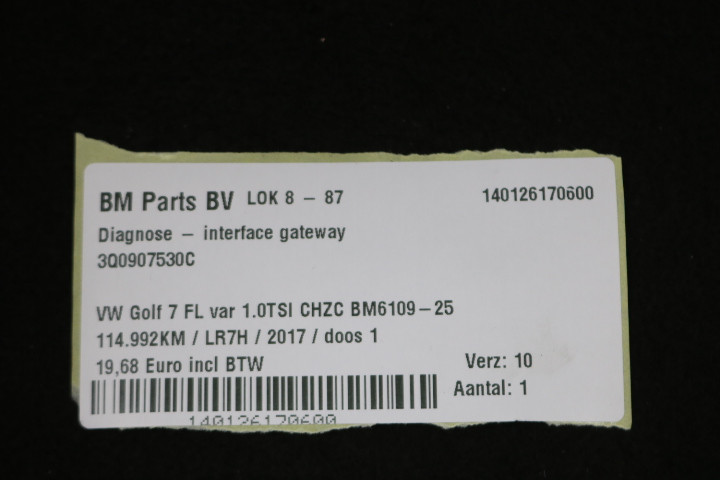 BM Parts BV LOK 8 - 87 140126170600
Diagnose - interface gateway
3Q0907530C
VW Golf 7 FL var 1.0TSI CHZC BM6109-25
114.992KM / LR7H / 2017 / doos 1
19,68 Euro incl BTW Verz: 10
Aantal: 1
140126170600